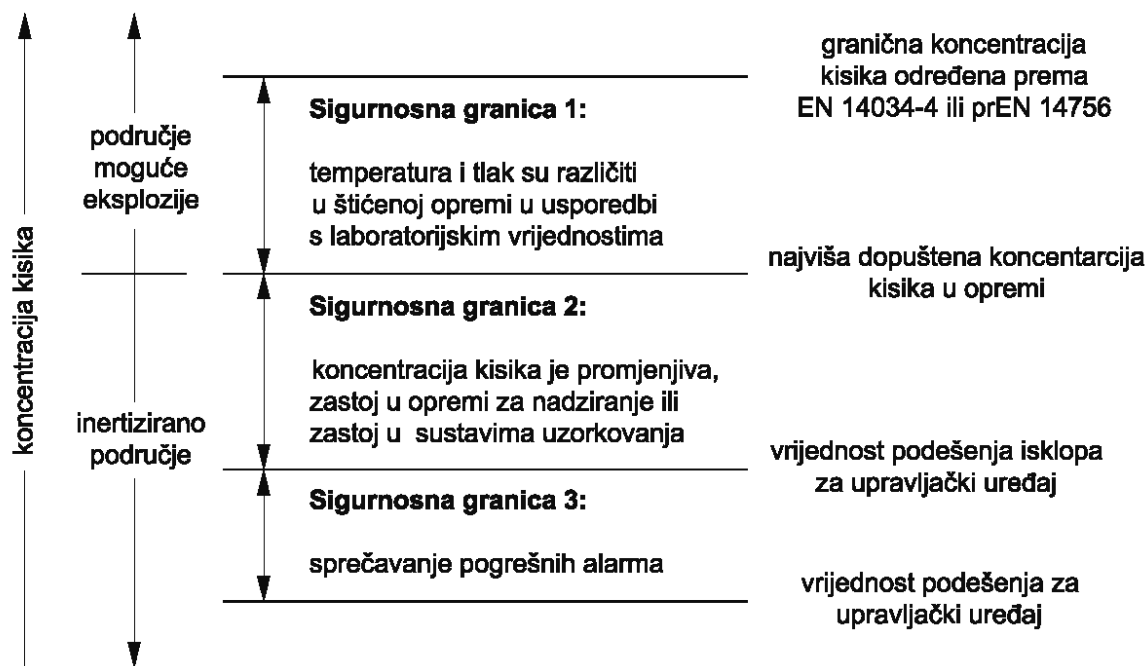 koncentracija kisika
područje
moguće
eksplozije
inertizirano
područje
Sigurnosna granica 1:
temperatura i tlak su različiti
u štićenoj opremi u usporedbi
s laboratorijskim vrijednostima
Sigurnosna granica 2:
koncentracija kisika je promjenjiva,
zastoj u opremi za nadziranje ili
zastoj u sustavima uzorkovanja
Sigurnosna granica 3:
sprečavanje pogrešnih alarma
granična koncentracija
kisika određena prema
EN 14034-4 ili prEN 14756
najviša dopuštena koncentarcija
kisika u opremi
vrijednost podešenja isklopa
za upravljački uređaj
vrijednost podešenja za
upravljački uređaj